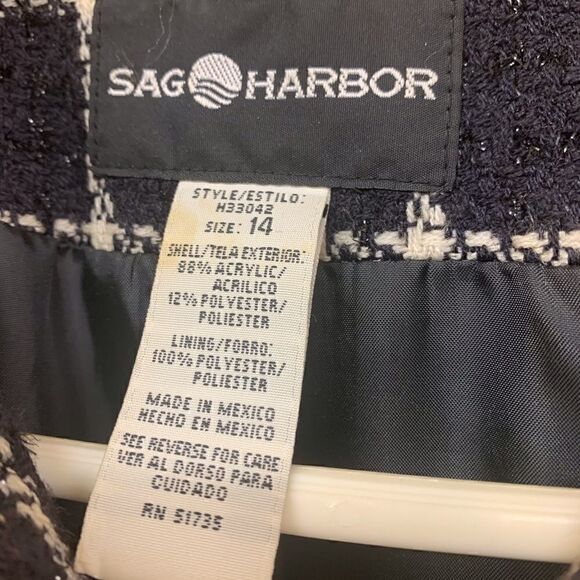 SAG HARBOR
STYLE/ESTILO:
H33042
SIZE: 14
SHELL/TELA EXTERIOR:
88% ACRYLIC/
ACRILICO
12% POLYESTER/
POLIESTER
LINING/FORRO:
100% POLYESTER/
POLIESTER
MADE IN MEXICO
HECHO EN MEXICO
SEE REVERSE FOR CARE
VER AL DORSO PARA
CUIDADO
RN 51735